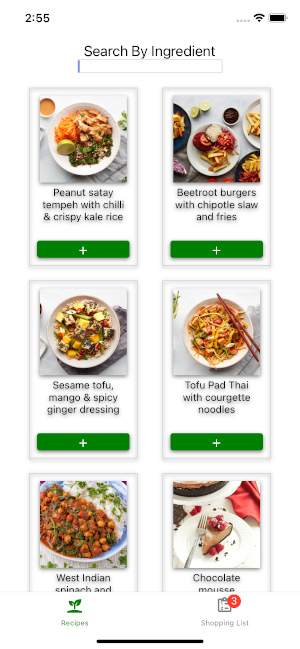 2:55
Search By Ingredient
Peanut satay
tempeh with chilli
& crispy kale rice
+
Beetroot burgers
with chipotle slaw
and fries
+
Sesame tofu,
mango & spicy
ginger dressing
+
Tofu Pad Thai
with courgette
noodles
+
West Indian
spinach and
Chocolate
mousse
3
Recipes
Shopping List